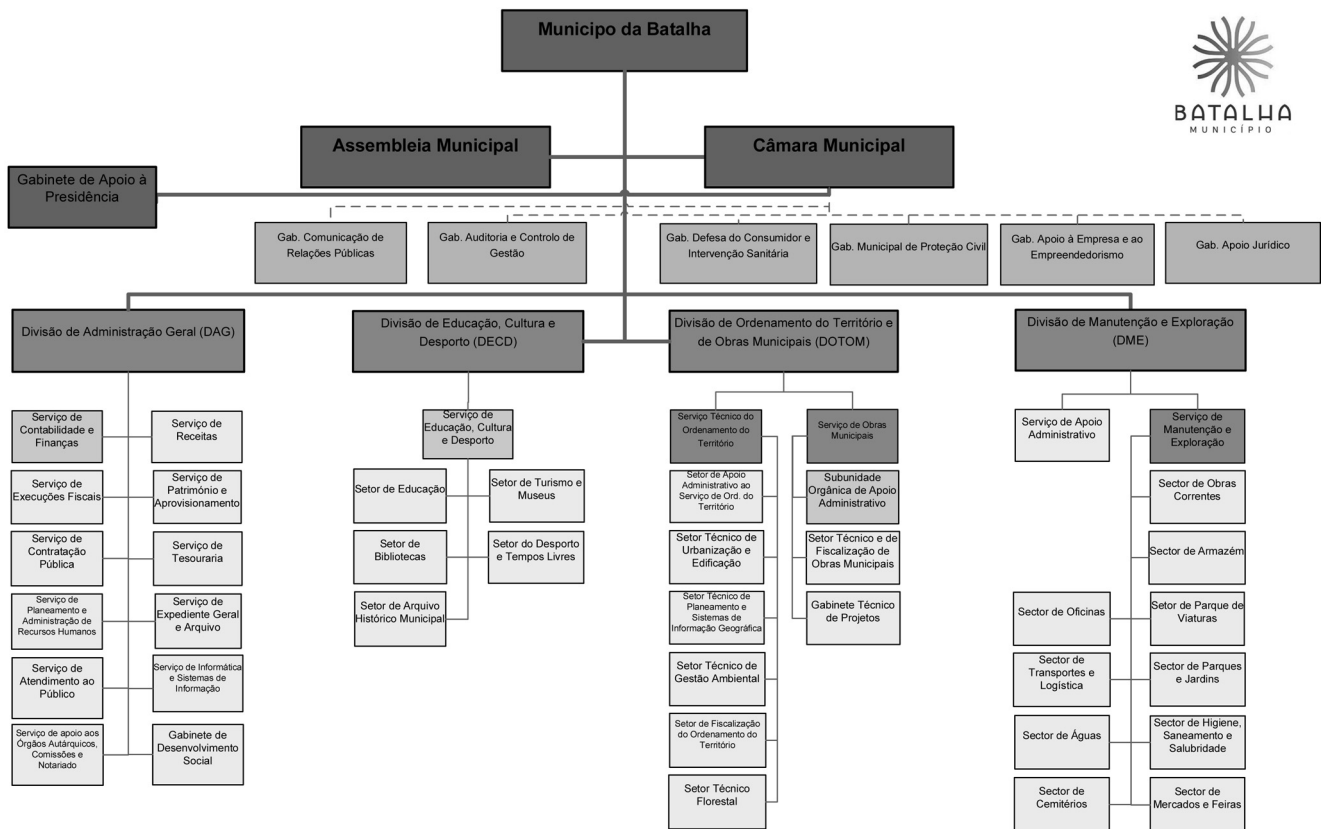 Municipo da Batalha
BATALHA
MUNICÍPIO
Assembleia Municipal
Câmara Municipal
Gabinete de Apoio à
Presidência
Gab. Comunicação de
Relações Públicas
Gab. Auditoria e Controlo de
Gestão
Gab. Defesa do Consumidor e
Intervenção Sanitária
Gab. Municipal de Proteção Civil
Gab. Apoio à Empresa e ao
Empreendedorismo
Gab. Apoio Jurídico
Divisão de Administração Geral (DAG)
Divisão de Educação, Cultura e
Desporto (DECD)
Divisão de Ordenamento do Território e
de Obras Municipais (DOTOM)
Divisão de Manutenção e Exploração
(DME)
Serviço de
Contabilidade e
Finanças
Serviço de
Receitas
Serviço de
Execuções Fiscais
Serviço de
Património e
Aprovisionamento
Serviço de
Contratação
Pública
Serviço de
Tesouraria
Serviço de
Planeamento e
Administração de
Recursos Humanos
Serviço de
Expediente Geral
e Arquivo
Serviço de
Atendimento ao
Público
Serviço de Informática
e Sistemas de
Informação
Serviço de apoio aos
Órgãos Autárquicos,
Comissões e
Notariado
Gabinete de
Desenvolvimento
Social
Serviço de
Educação, Cultura
e Desporto
Setor de Educação
Setor de Turismo e
Museus
Setor de
Bibliotecas
Setor do Desporto
e Tempos Livres
Setor de Arquivo
Histórico Municipal
Serviço Técnico do
Ordenamento do
Território
Serviço de Obras
Municipais
Setor de Apoio
Administrativo ao
Serviço de Ord. do
Território
Subunidade
Orgânica de Apoio
Administrativo
Setor Técnico de
Urbanização e
Edificação
Setor Técnico e de
Fiscalização de
Obras Municipais
Setor Técnico de
Planeamento e
Sistemas de
Informação Geográfica
Gabinete Técnico
de Projetos
Setor Técnico de
Gestão Ambiental
Setor de Fiscalização
do Ordenamento do
Território
Setor Técnico
Florestal
Serviço de Apoio
Administrativo
Serviço de
Manutenção e
Exploração
Sector de Obras
Correntes
Sector de Armazém
Sector de Oficinas
Setor de Parque de
Viaturas
Sector de
Transportes e
Logística
Sector de Parques
e Jardins
Sector de Águas
Sector de Higiene,
Saneamento e
Salubridade
Sector de
Cemitérios
Sector de
Mercados e Feiras